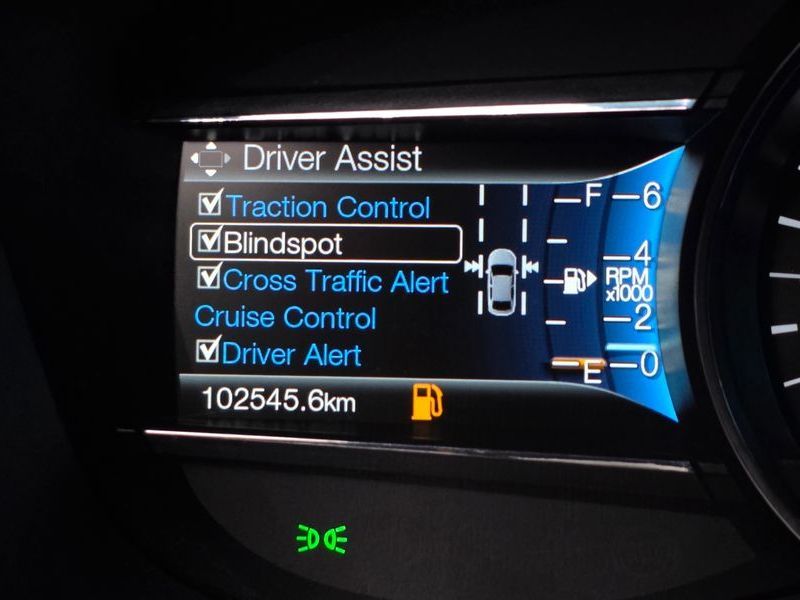 Driver Assist
Traction Control
Blindspot
Cross Traffic Alert
Cruise Control
Driver Alert
102545.6km
F
E
6
4
RPM
x1000
2
0